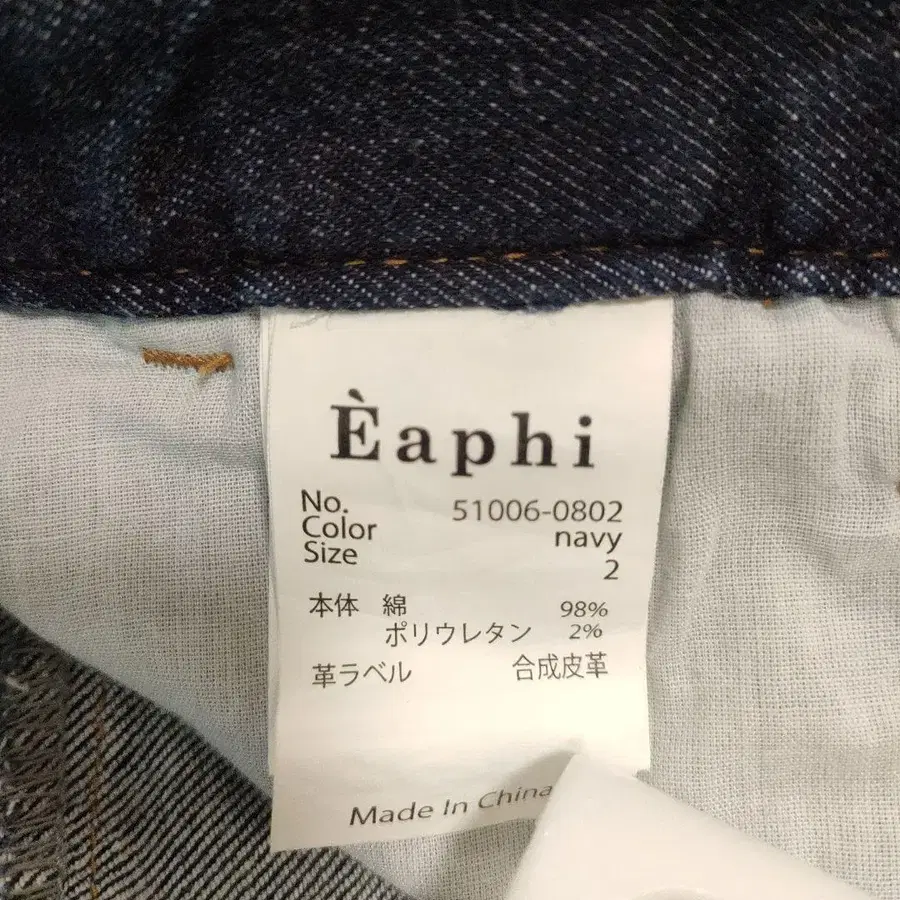 Èaphi
No. 51006-0802
Color navy
Size 2
本体 綿 98%
ポリウレタン 2%
革ラベル 合成皮革
Made In China